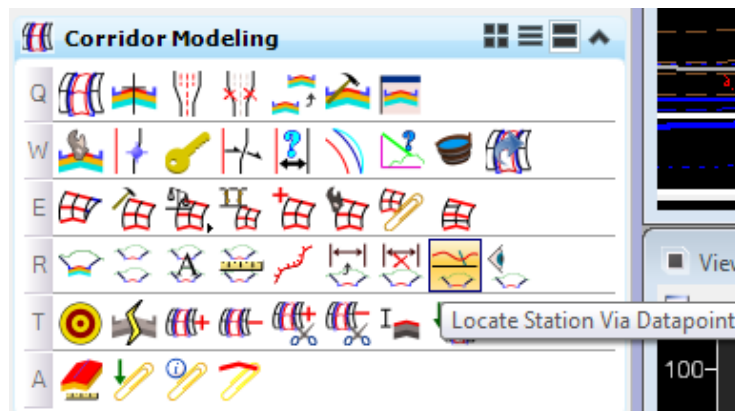 Corridor Modeling
Q
W
E
R
A
View
T
I
Locate Station Via Datapoint
A
100-